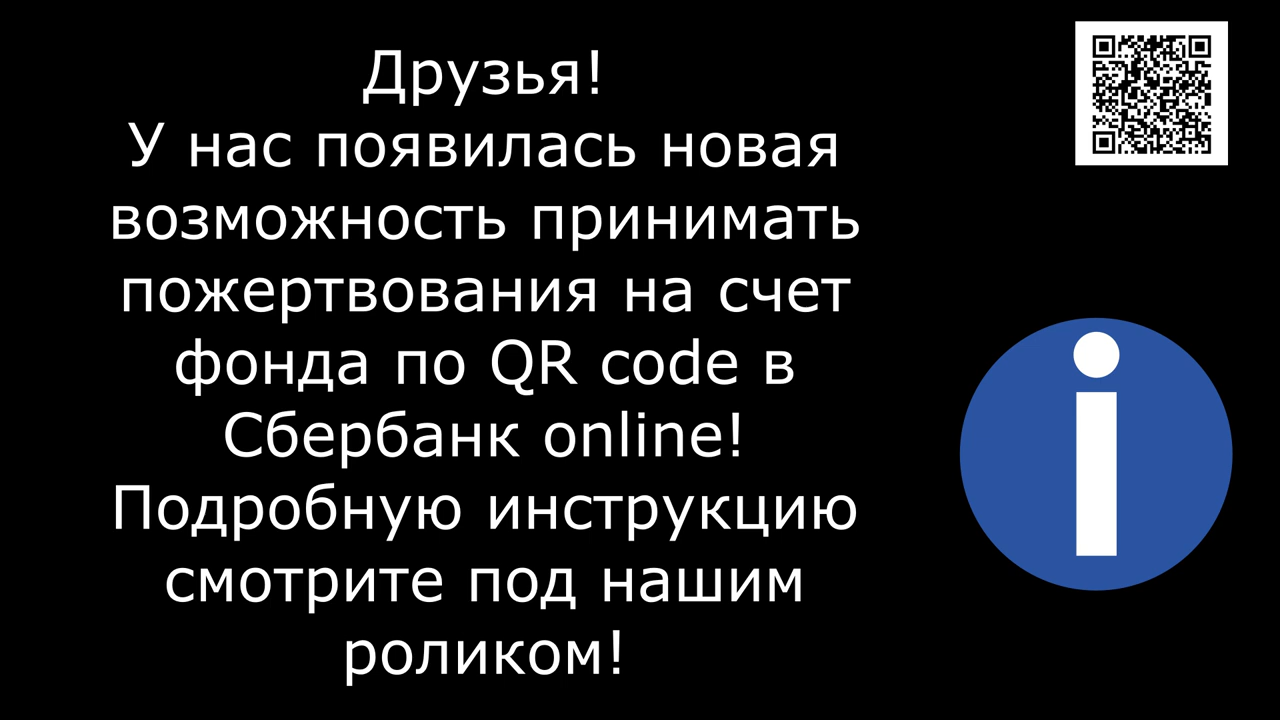 Друзья!
У нас появилась новая
возможность принимать
пожертвования на счет
фонда по QR code в
Сбербанк online!
Подробную инструкцию
смотрите под нашим
роликом!
i